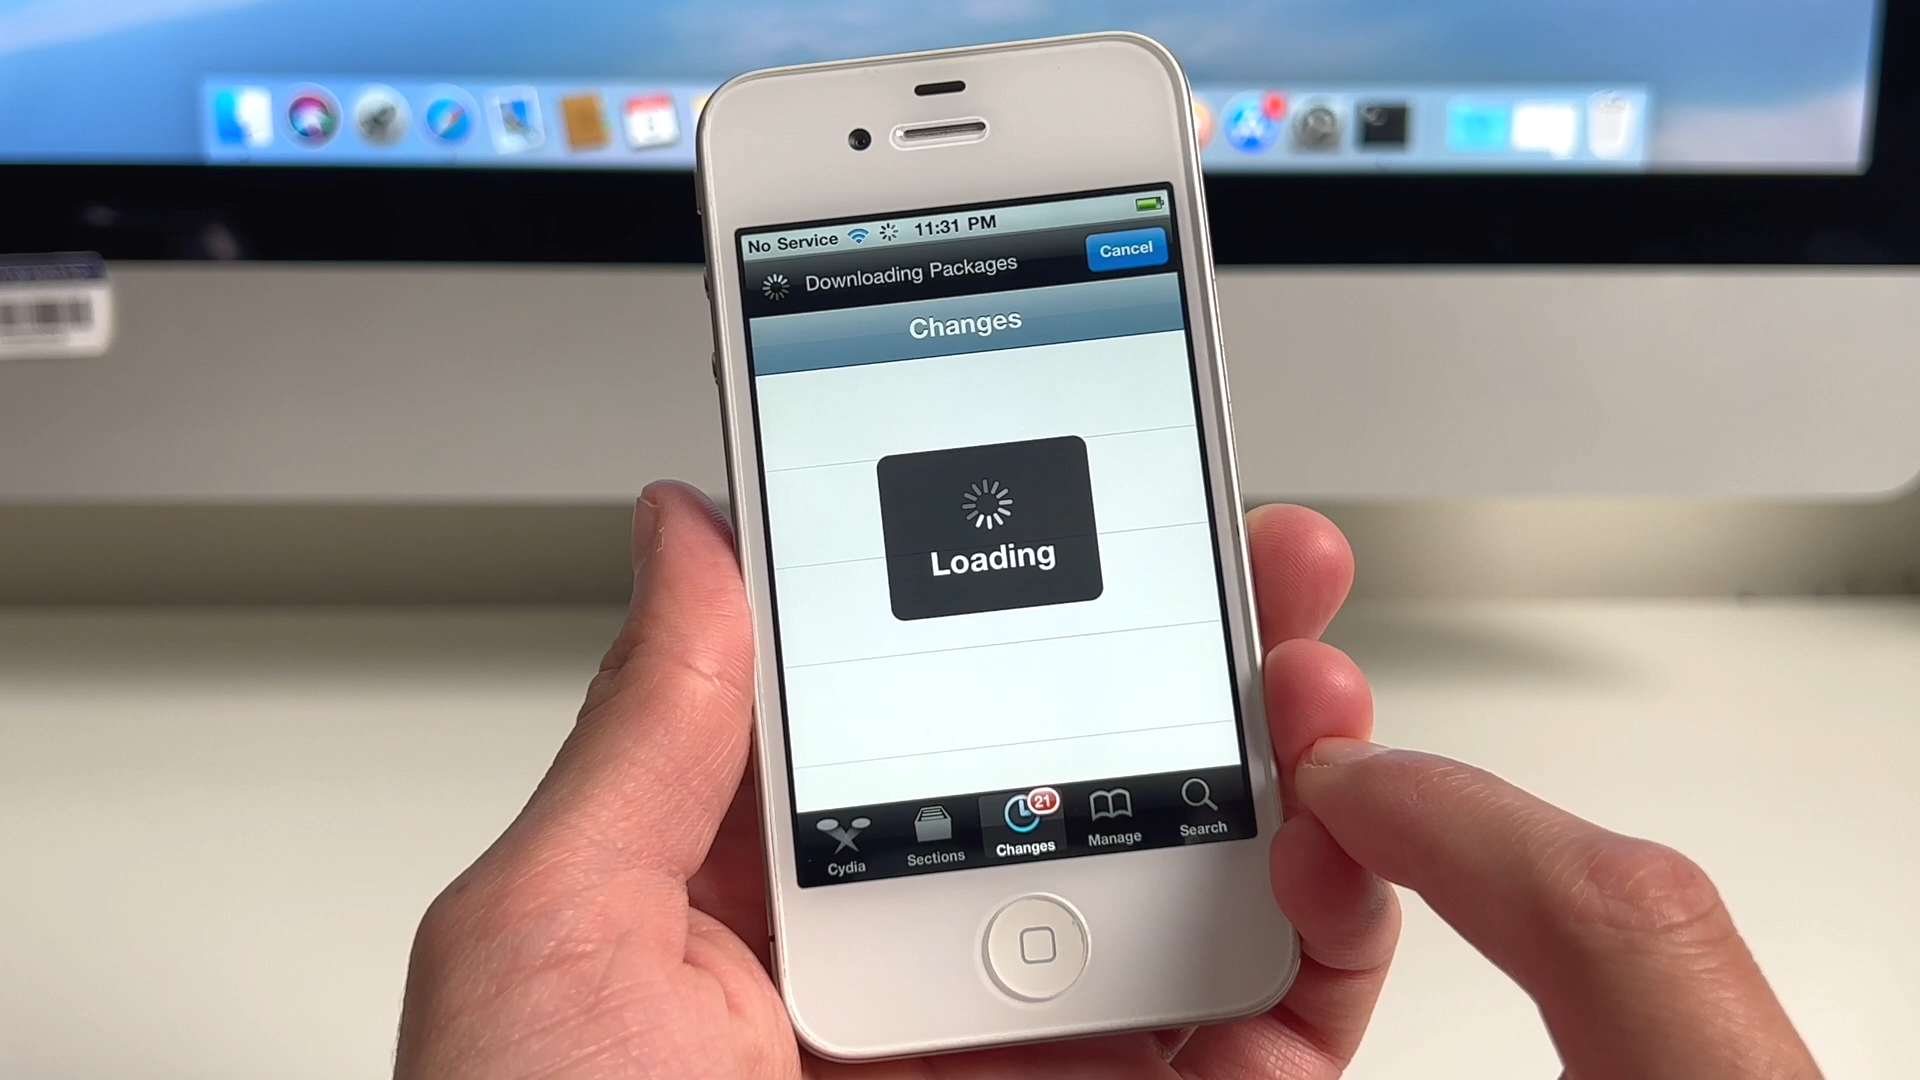 No Service 11:31 PM
Downloading Packages Cancel
Changes
Loading
21
Cydia Sections Changes Manage Search